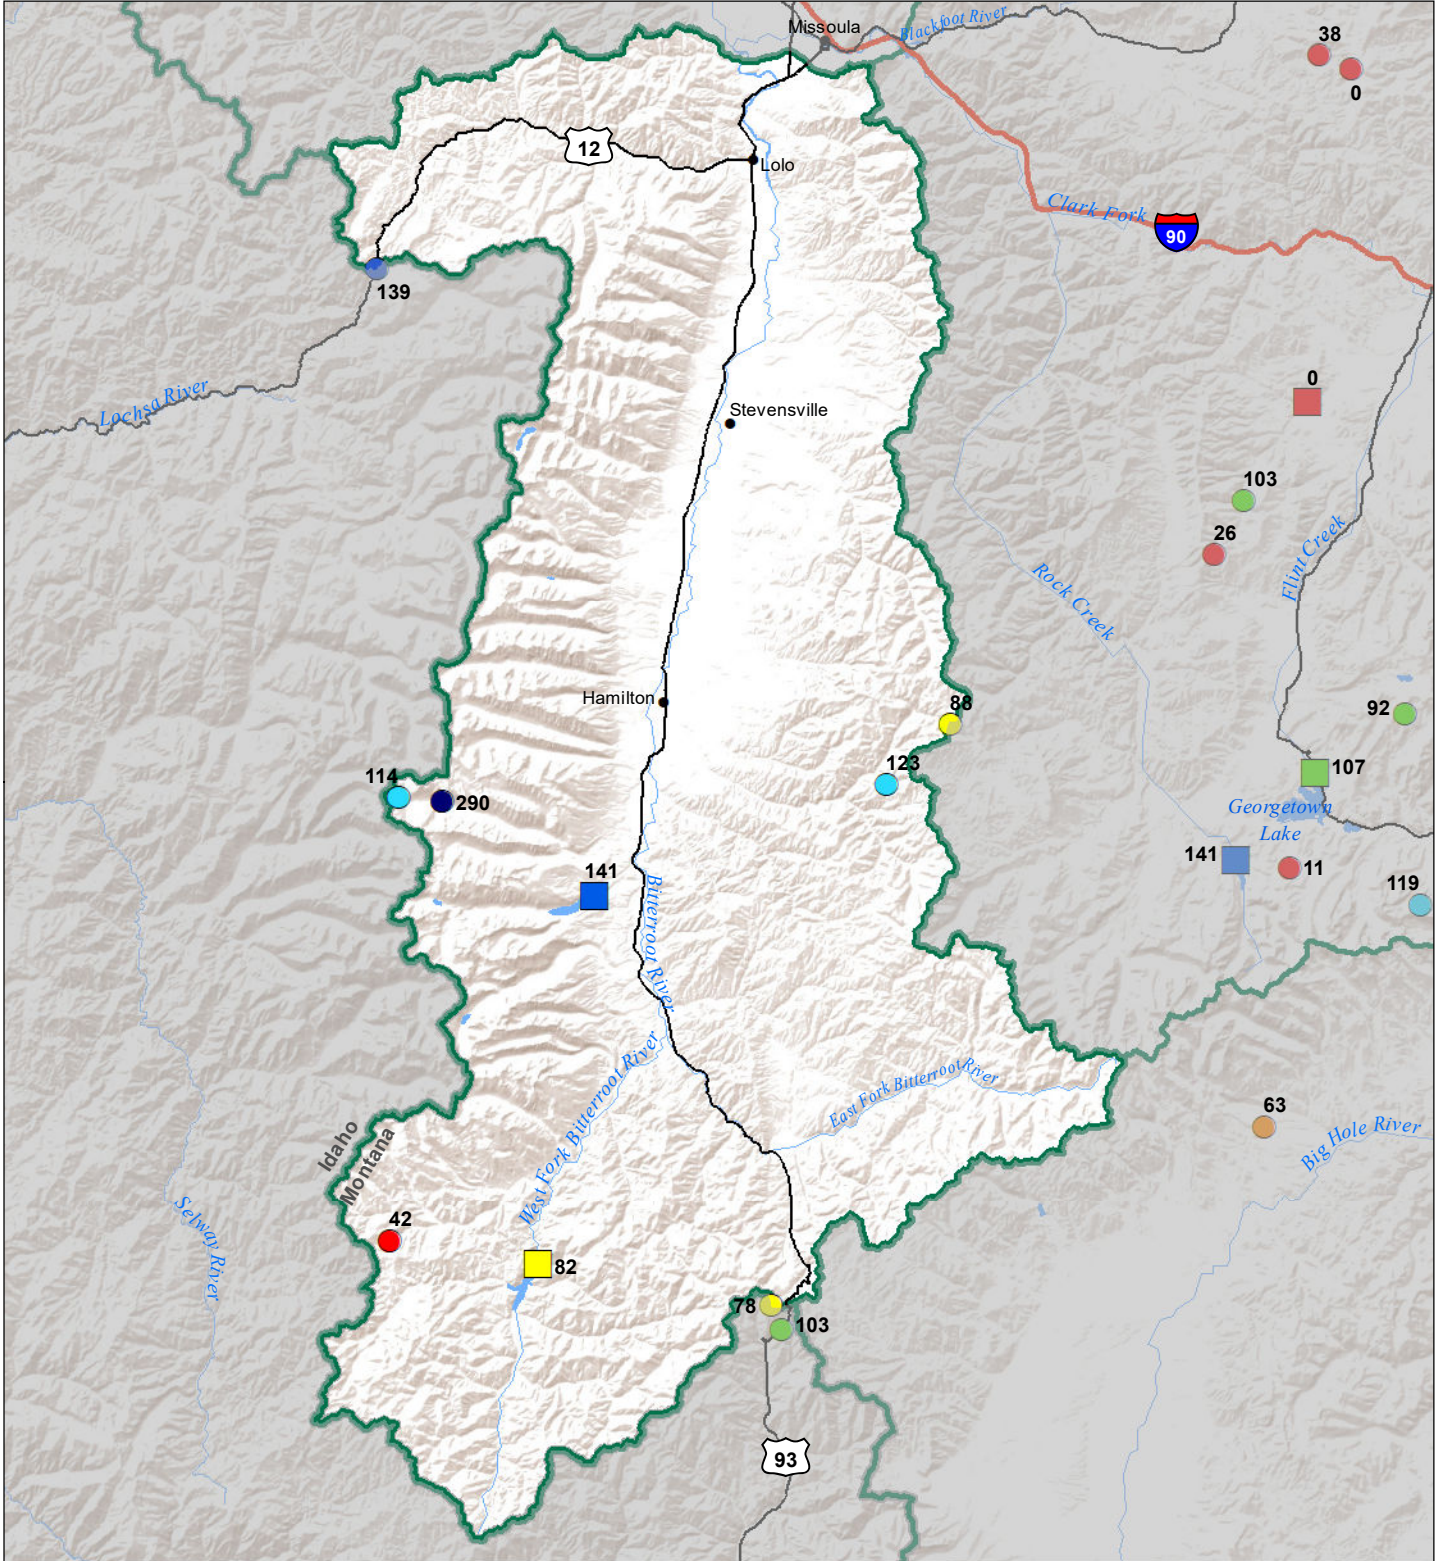 Missoula
Blackfoot River
38
0
12
Lolo
Clark Fork
90
139
Lochsa River
0
Stevensville
103
26
Flint Creek
Rock Creek
Hamilton
88
92
123
107
114
290
Georgetown
Lake
141
141
11
119
Bitterroot River
West Fork Bitterroot River
East Fork Bitterroot River
63
Big Hole River
Idaho
Montana
Selway River
42
82
78
103
93